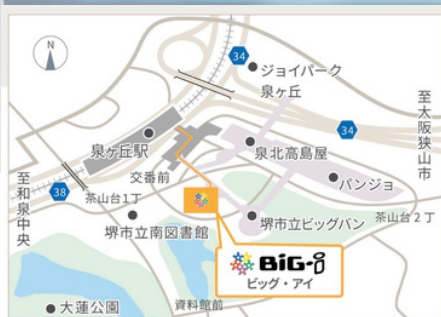 N
34
ジョイパーク
泉ヶ丘
至大阪狭山市
34
泉ヶ丘駅
泉北高島屋
交番前
パンジョ
38
茶山台1丁
至和泉中央
堺市立南図書館
堺市立ビッグバン
茶山台2丁
BiG-i
ビッグ・アイ
大蓮公園
資料館前